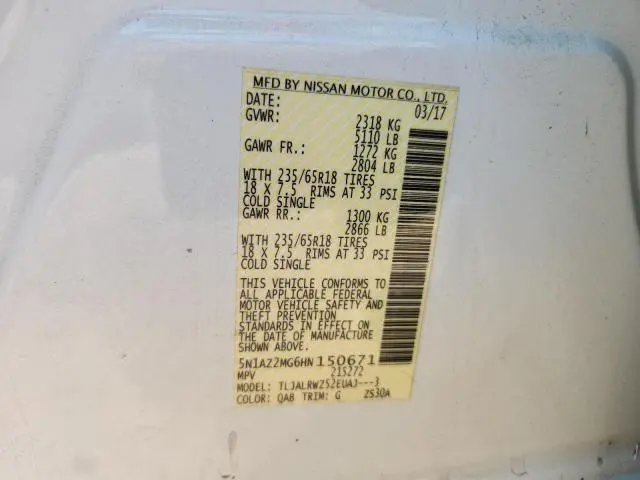 MFD BY NISSAN MOTOR CO., LTD.
DATE: 03/17
GVWR: 2318 KG
5110 LB
GAWR FR.: 1272 KG
2804 LB
WITH 235/65R18 TIRES
18 X 7.5 RIMS AT 33 PSI
COLD SINGLE
GAWR RR.: 1300 KG
2866 LB
WITH 235/65R18 TIRES
18 X 7.5 RIMS AT 33 PSI
COLD SINGLE
THIS VEHICLE CONFORMS TO
ALL APPLICABLE FEDERAL
MOTOR VEHICLE SAFETY AND
THEFT PREVENTION
STANDARDS IN EFFECT ON
THE DATE OF MANUFACTURE
SHOWN ABOVE.
5N1AZ2MG6HN150671
MPV 215272
MODEL: TLJALRWZ52EUAJ---3
COLOR: QAB TRIM: G ZS30A